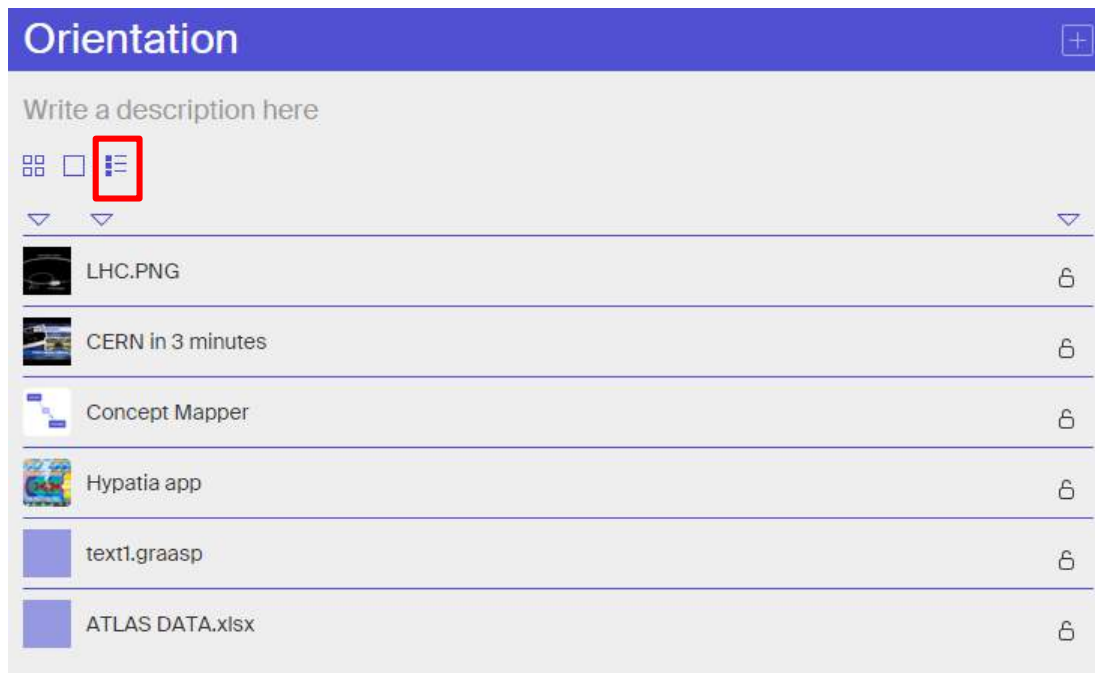 Orientation
Write a description here
LHC.PNG
CERN in 3 minutes
Concept Mapper
Hypatia app
text1.graasp
ATLAS DATA.xlsx